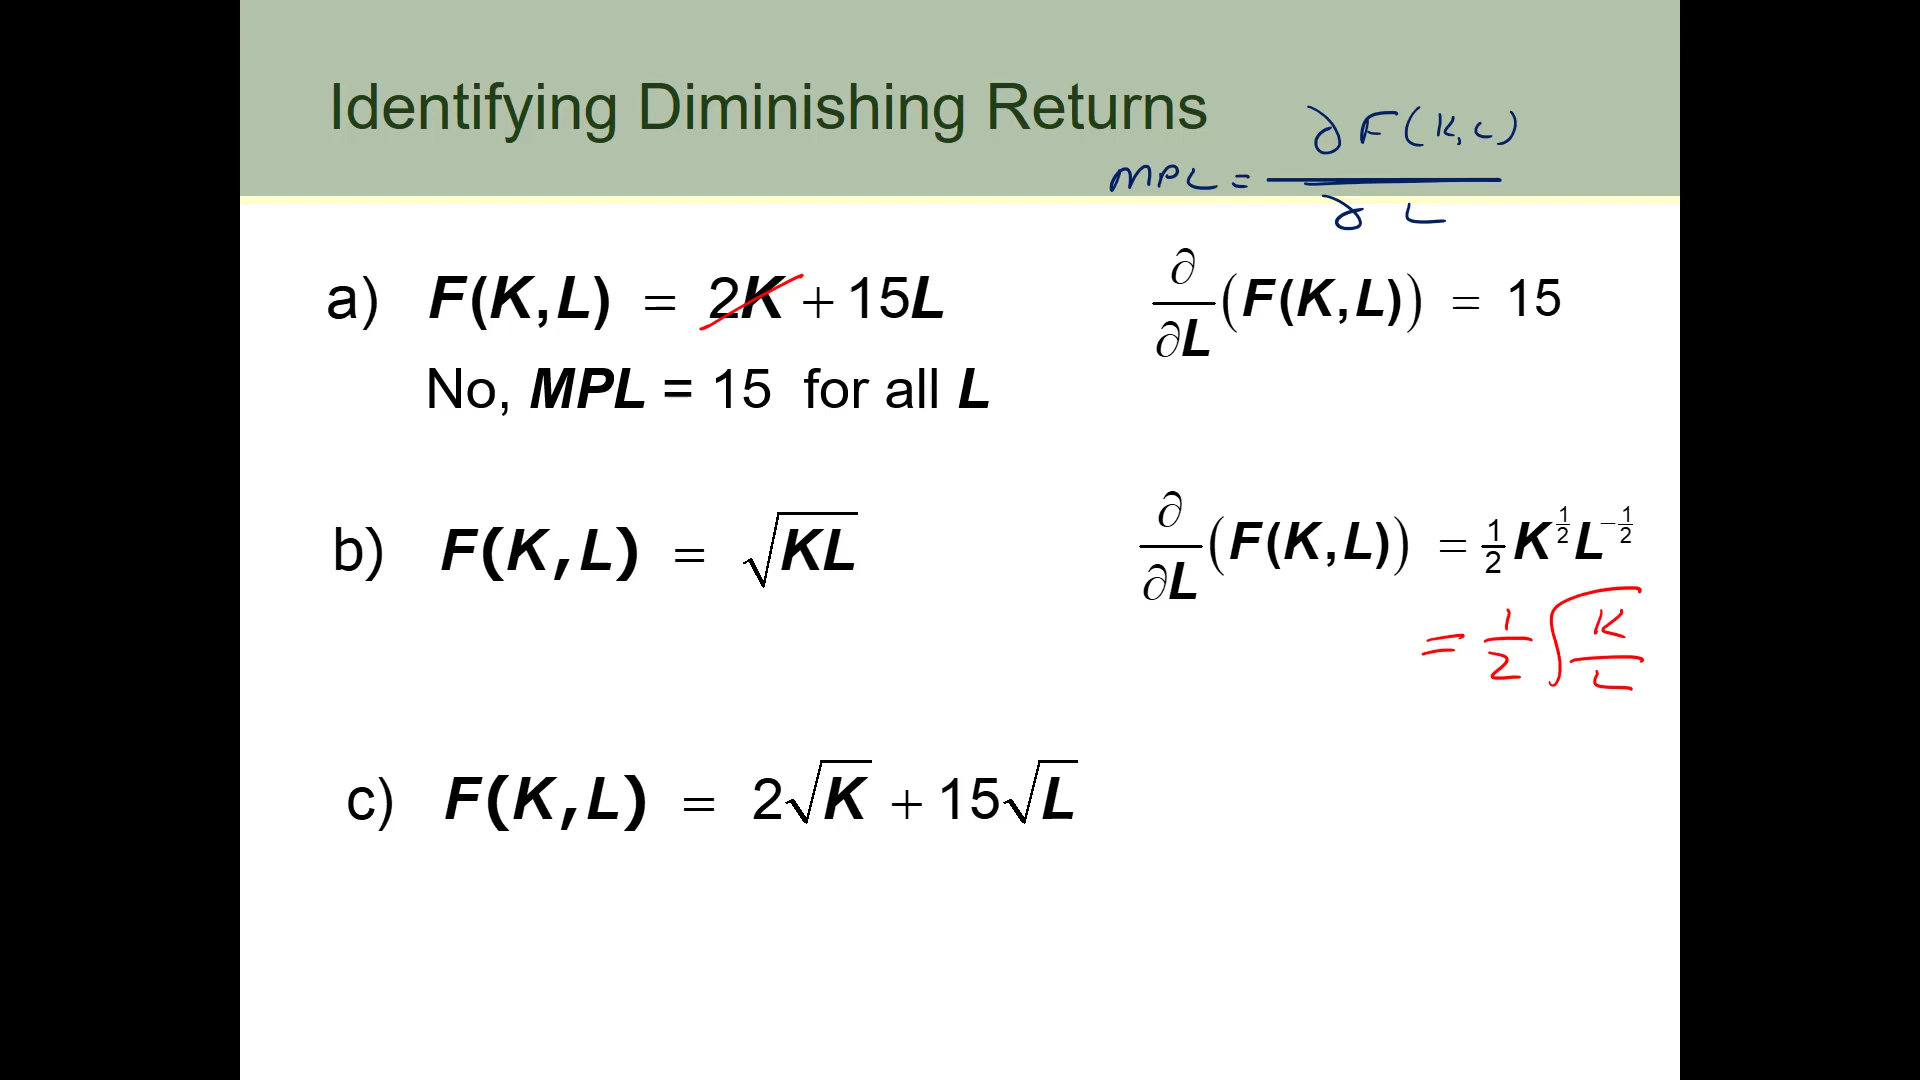 Identifying Diminishing Returns
MPL = ∂F(K,L) / ∂L
a) F(K,L) = 2K + 15L
∂/∂L (F(K,L)) = 15
No, MPL = 15 for all L
b) F(K,L) = √KL
∂/∂L (F(K,L)) = 1/2 K^1/2 L^-1/2
= 1/2 √K/L
c) F(K,L) = 2√K + 15√L